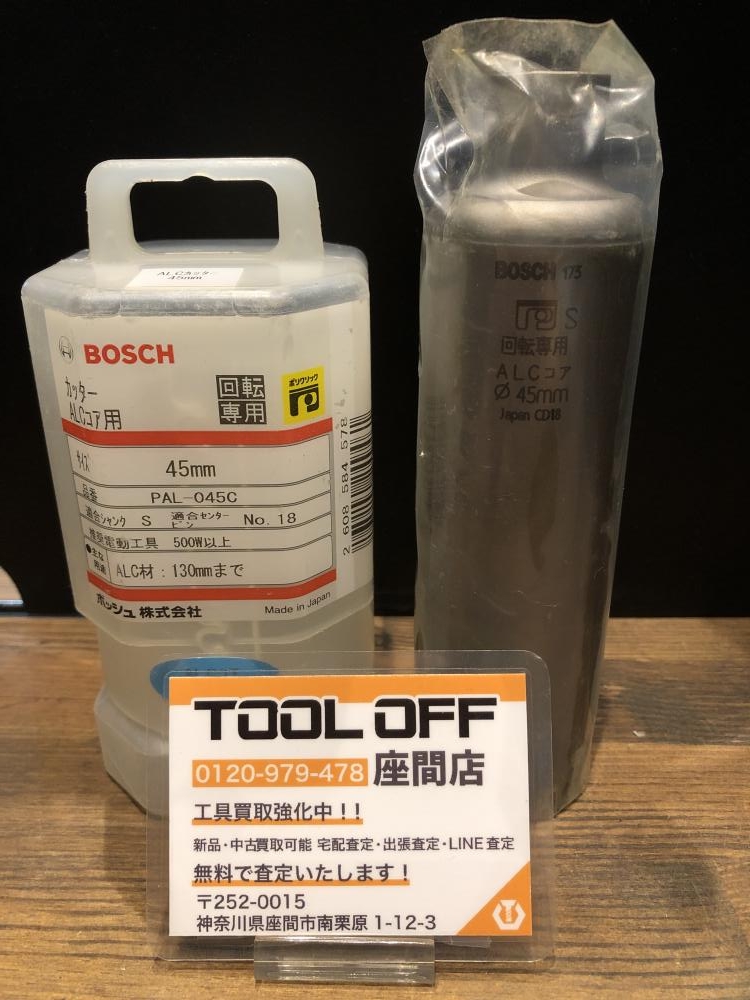 ALCカッター
45mm
BOSCH
カッター
ALCコア用
回転
専用
ポリクリック
サイズ 45mm
品番 PAL-045C
適合シャンク S 適合センターピン No.18
推奨電動工具 500W以上
●主な用途 ALC材：130mmまで
ボッシュ株式会社 Made in Japan
2 608 584 578
BOSCH 173
S
回転専用
ALCコア
Ø 45mm
Japan
TOOL OFF
0120-979-478 座間店
工具買取強化中！！
新品・中古買取可能 宅配査定・出張査定・LINE査定
無料で査定いたします！
〒252-0015
神奈川県座間市南栗原 1-12-3